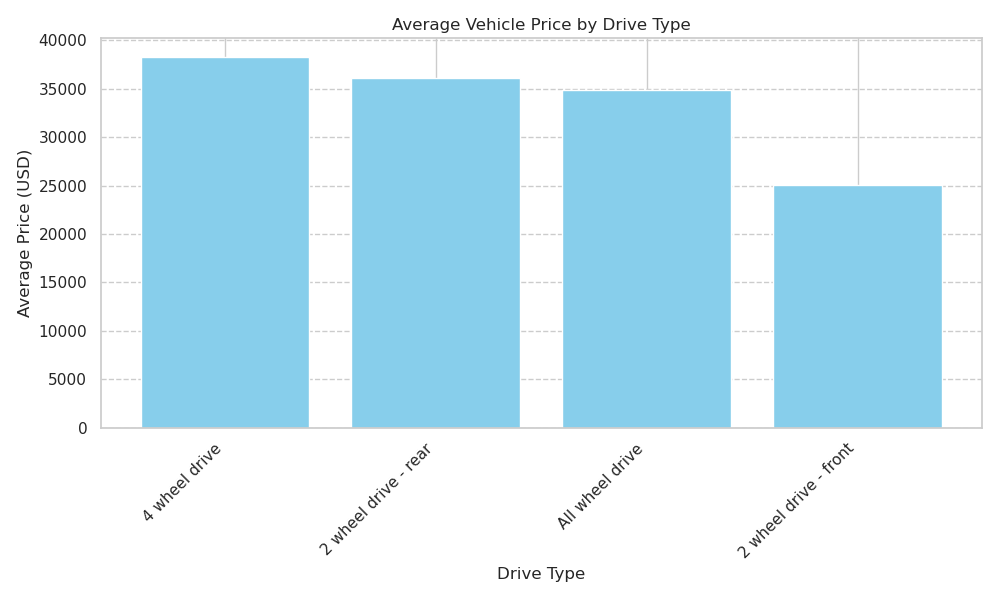 Average Vehicle Price by Drive Type
40000
35000
30000
25000
20000
15000
10000
5000
0
Average Price (USD)
4 wheel drive
2 wheel drive - rear
All wheel drive
2 wheel drive - front
Drive Type